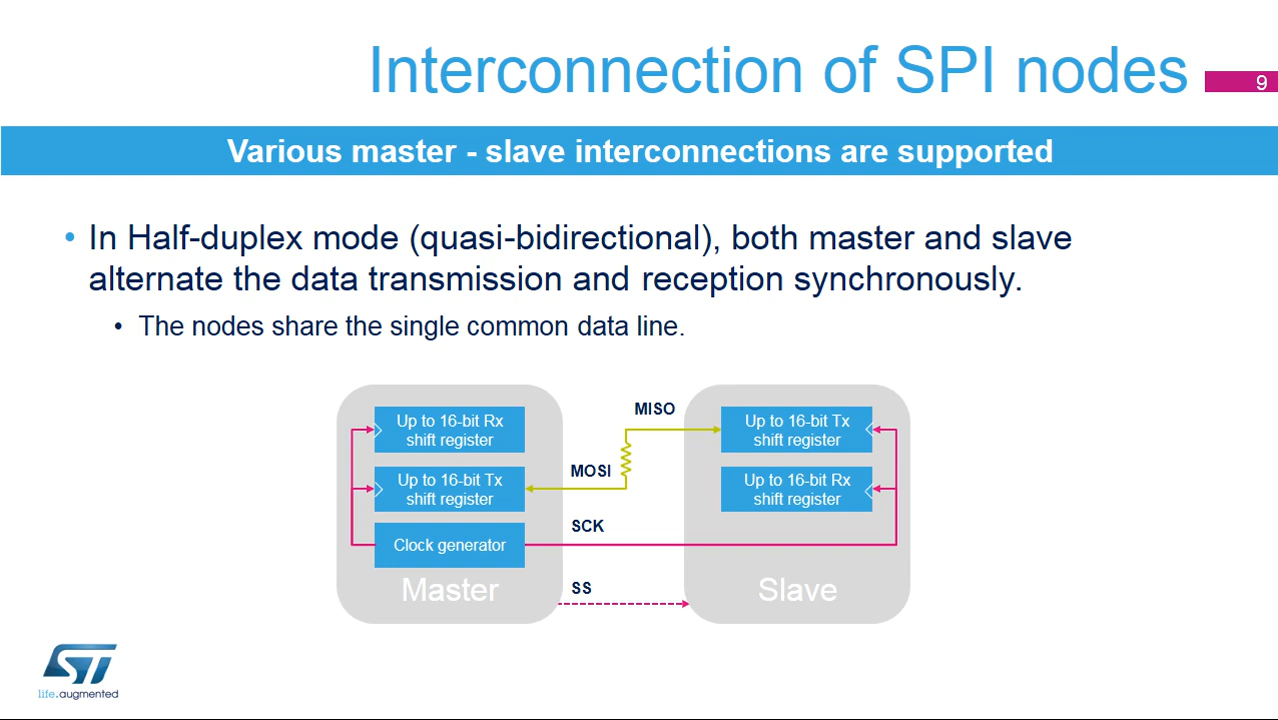 Interconnection of SPI nodes
9
Various master - slave interconnections are supported
• In Half-duplex mode (quasi-bidirectional), both master and slave
alternate the data transmission and reception synchronously.
• The nodes share the single common data line.
MISO
Up to 16-bit Rx
shift register
Up to 16-bit Tx
shift register
MOSI
Up to 16-bit Tx
shift register
Up to 16-bit Rx
shift register
SCK
Clock generator
Master
SS
Slave
ST
life.augmented